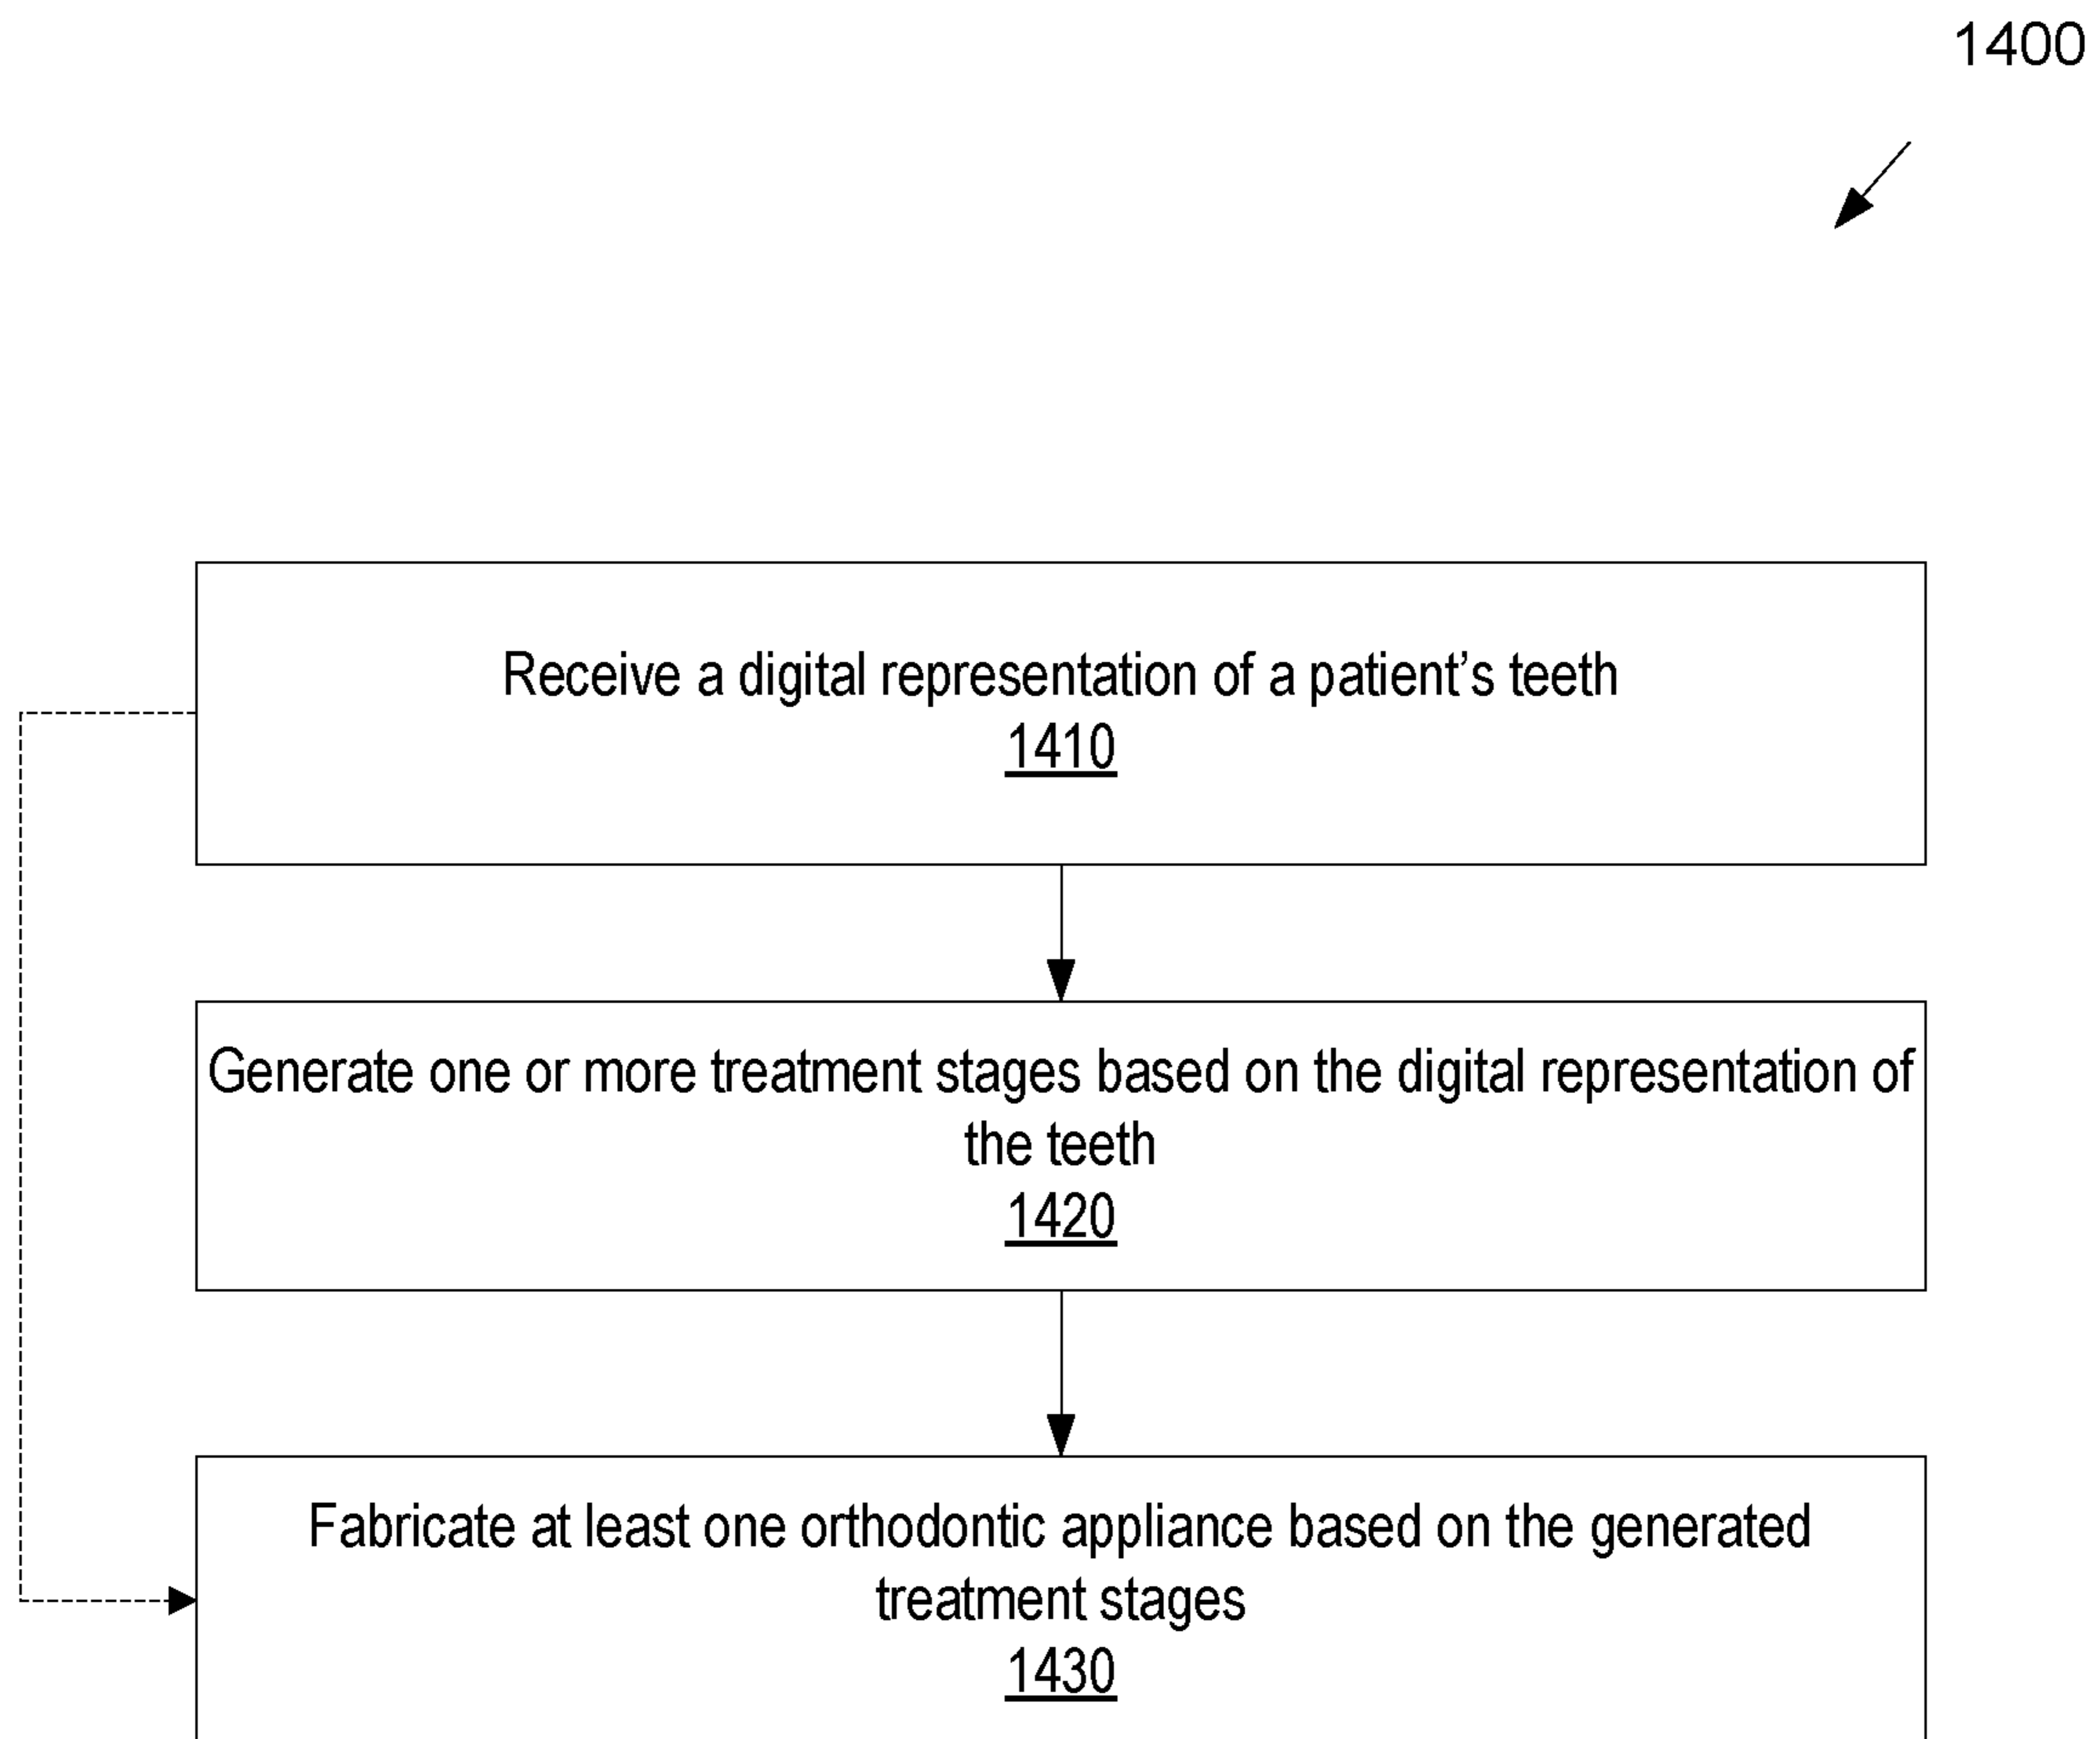 1400
Receive a digital representation of a patient’s teeth
1410
Generate one or more treatment stages based on the digital representation of
the teeth
1420
Fabricate at least one orthodontic appliance based on the generated
treatment stages
1430